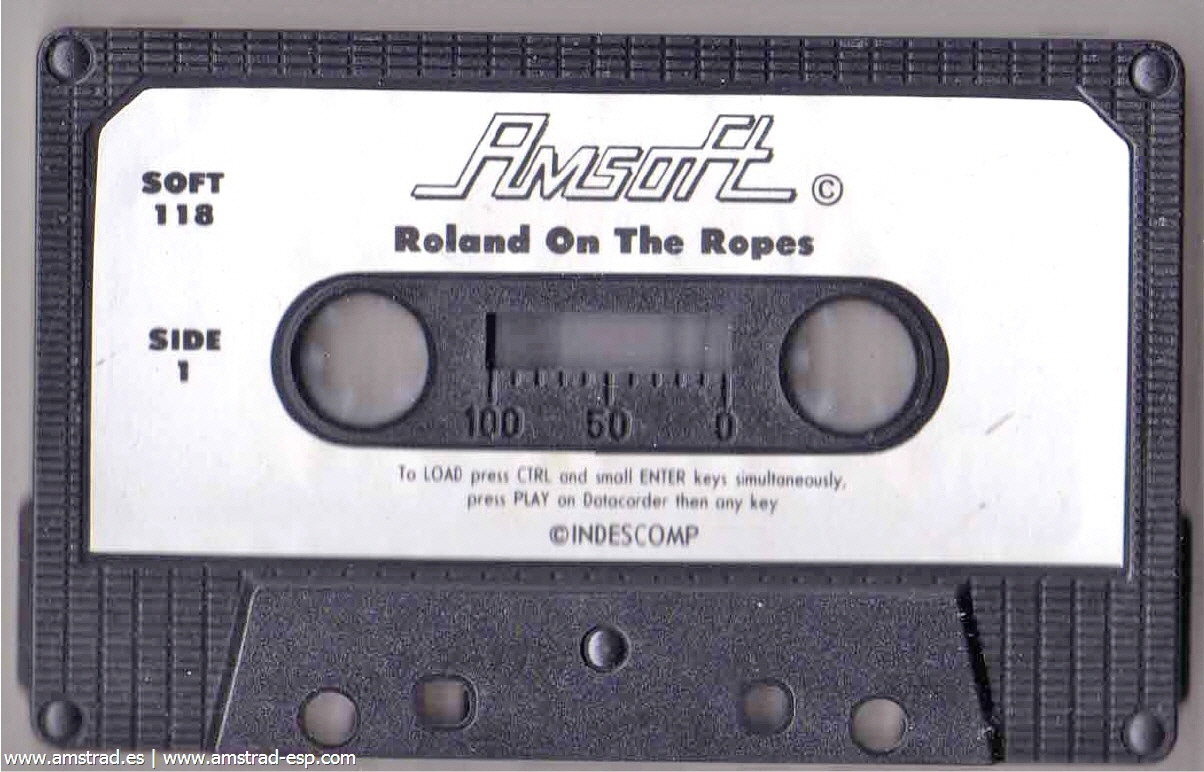 Amsoft ©
SOFT
118
Roland On The Ropes
SIDE
1
100 50 0
To LOAD press CTRL and small ENTER keys simultaneously,
press PLAY on Datacorder then any key
©INDESCOMP
www.amstrad.es | www.amstrad-esp.com